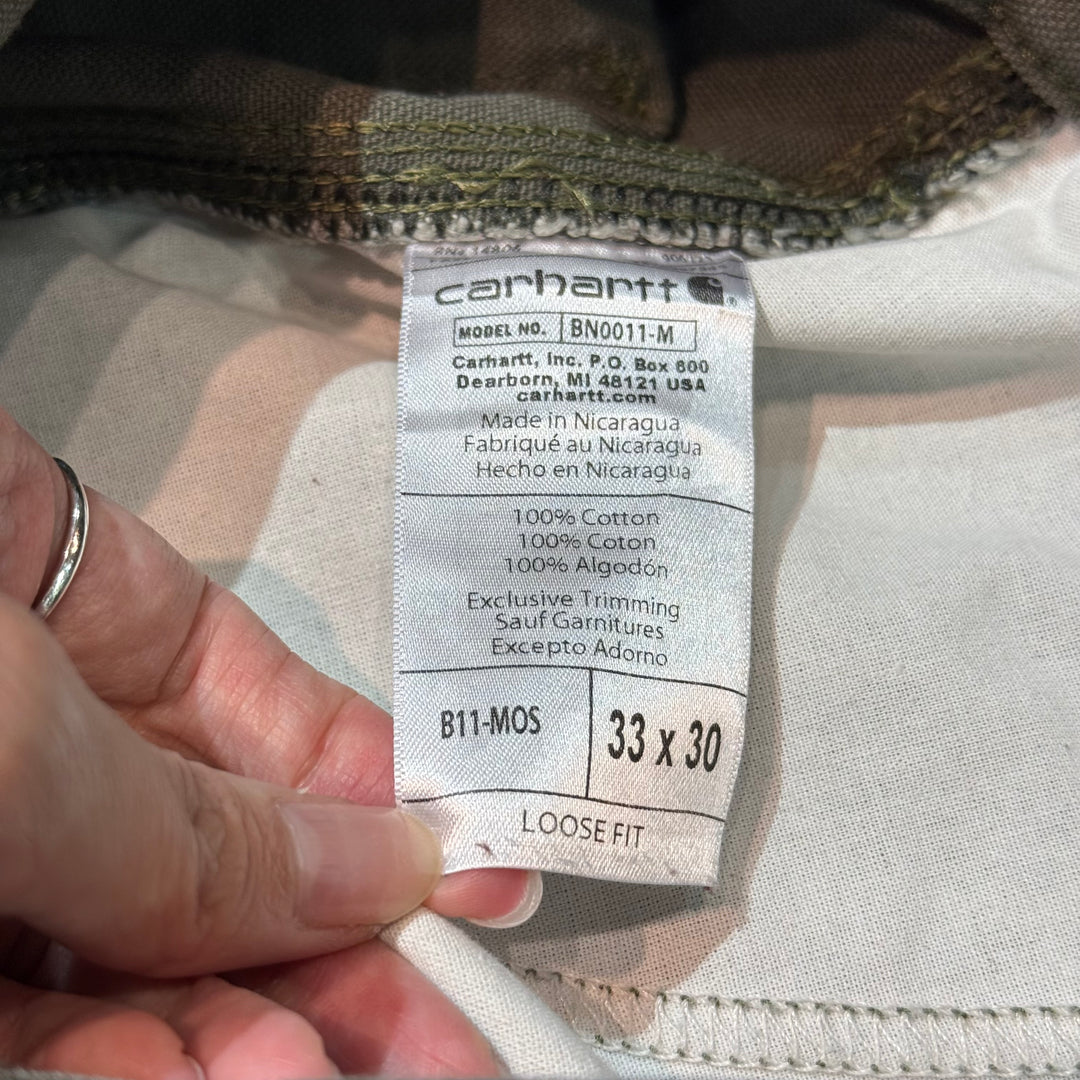 carhartt
MODEL NO. BN0011-M
Carhartt, Inc. P.O. Box 600
Dearborn, MI 48121 USA
carhartt.com
Made in Nicaragua
Fabriqué au Nicaragua
Hecho en Nicaragua
100% Cotton
100% Coton
100% Algodón
Exclusive Trimming
Sauf Garnitures
Excepto Adorno
B11-MOS 33 x 30
LOOSE FIT